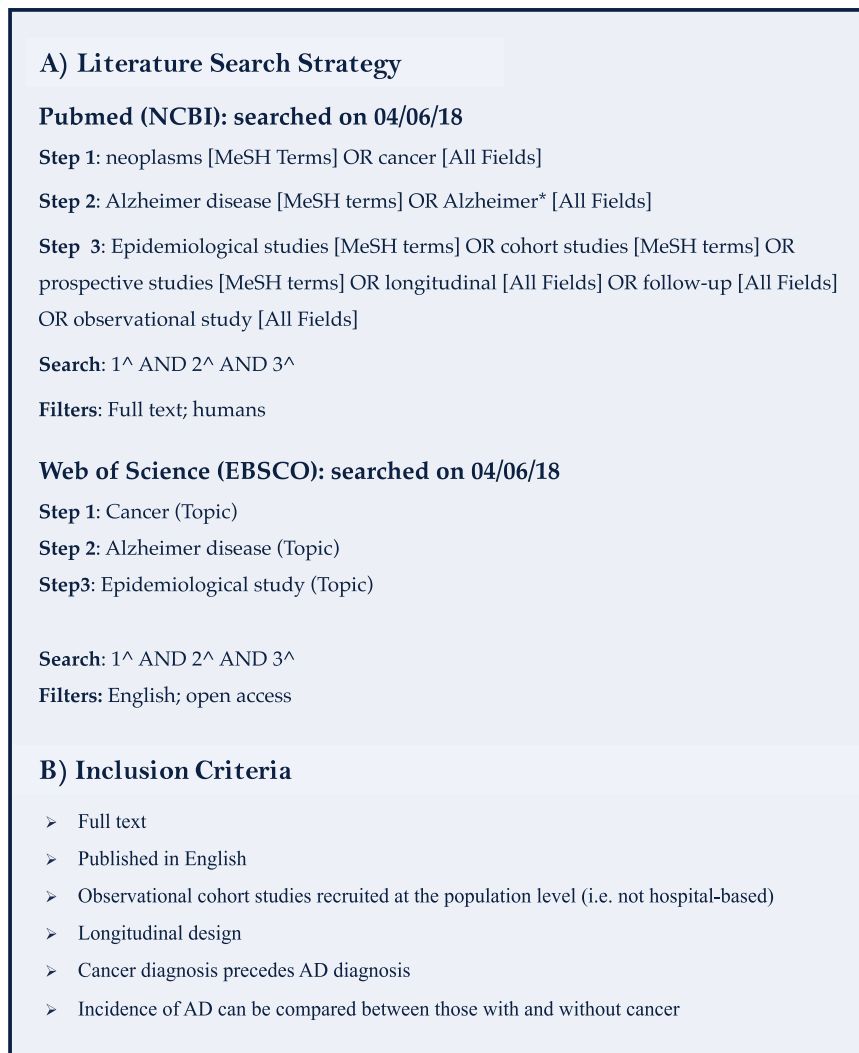 A) Literature Search Strategy
Pubmed (NCBI): searched on 04/06/18
Step 1: neoplasms [MeSH Terms] OR cancer [All Fields]
Step 2: Alzheimer disease [MeSH terms] OR Alzheimer* [All Fields]
Step 3: Epidemiological studies [MeSH terms] OR cohort studies [MeSH terms] OR
prospective studies [MeSH terms] OR longitudinal [All Fields] OR follow-up [All Fields]
OR observational study [All Fields]
Search: 1^ AND 2^ AND 3^
Filters: Full text; humans
Web of Science (EBSCO): searched on 04/06/18
Step 1: Cancer (Topic)
Step 2: Alzheimer disease (Topic)
Step3: Epidemiological study (Topic)
Search: 1^ AND 2^ AND 3^
Filters: English; open access
B) Inclusion Criteria
➢ Full text
➢ Published in English
➢ Observational cohort studies recruited at the population level (i.e. not hospital-based)
➢ Longitudinal design
➢ Cancer diagnosis precedes AD diagnosis
➢ Incidence of AD can be compared between those with and without cancer